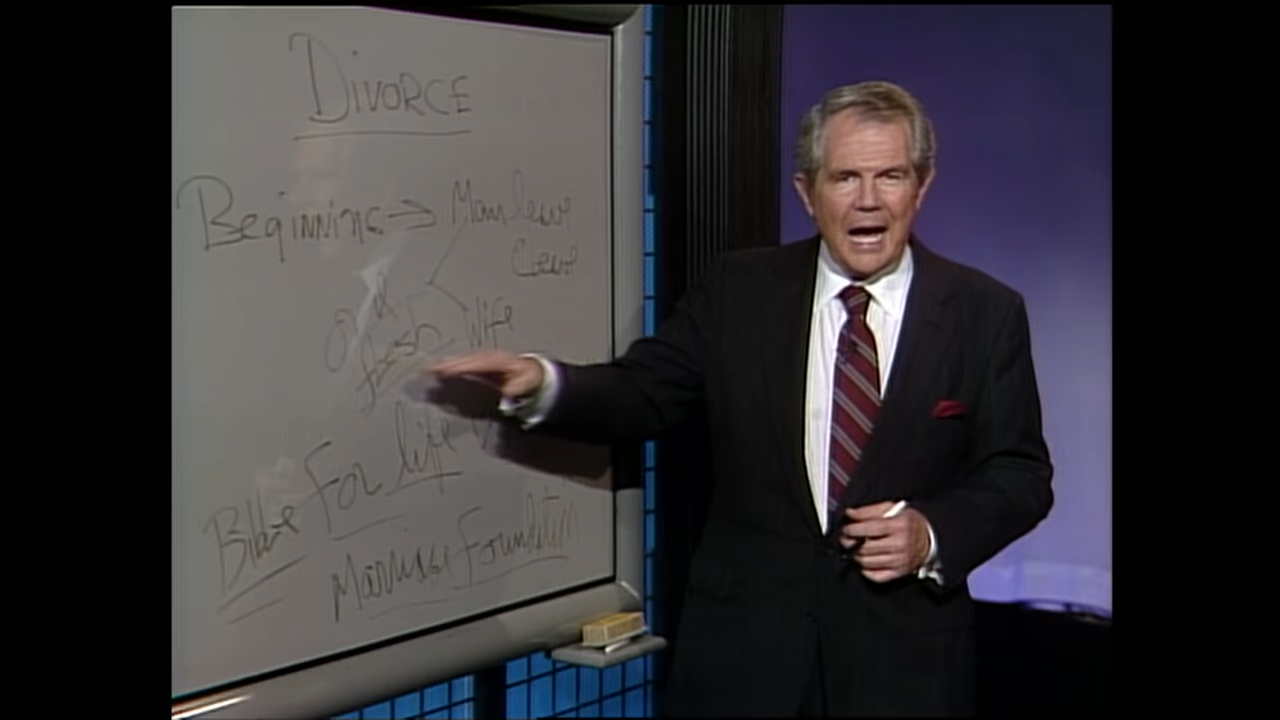 DIVORCE
Beginning → Man leave
Cleave
Wife
flesh
For life
Bible
Marriage Foundation